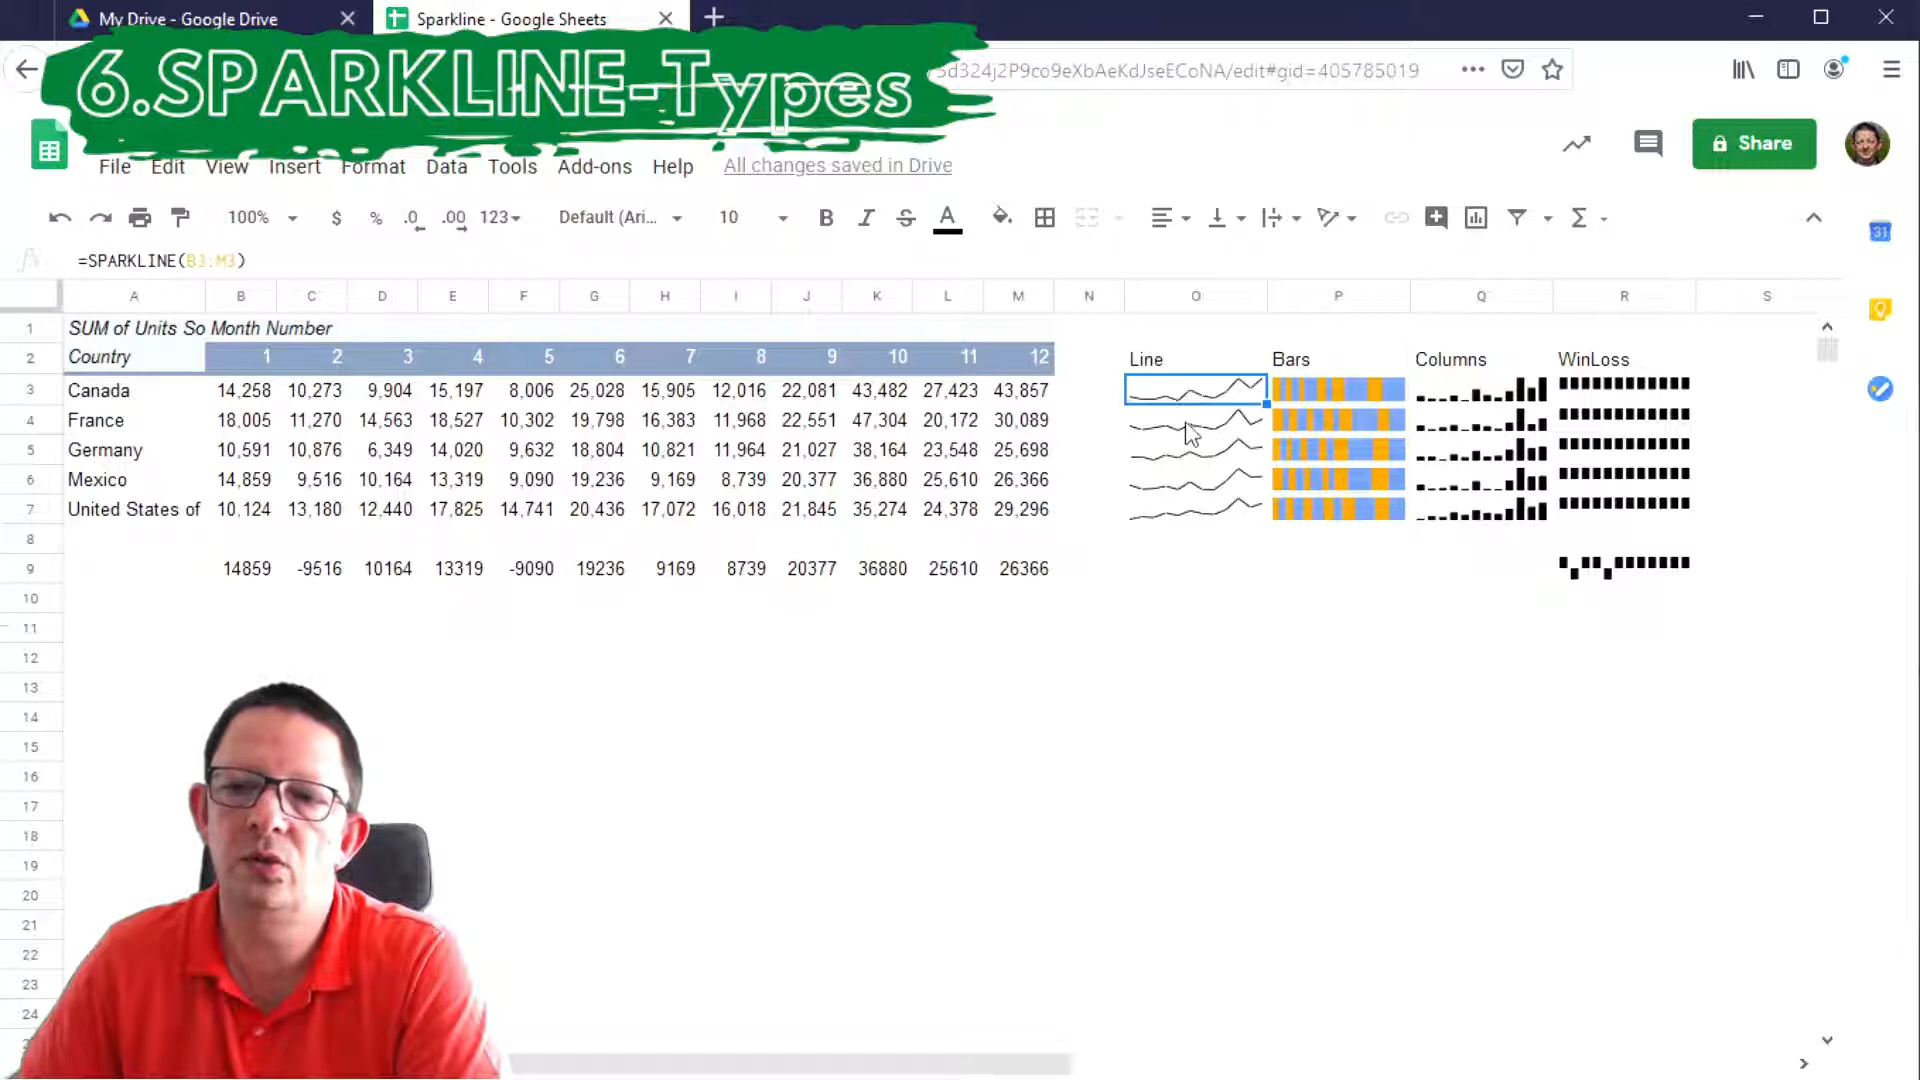 My Drive - Google Drive
Sparkline - Google Sheets
6.SPARKLINE-Types
5d324j2P9co9eXbAeKdJseECoNA/edit#gid=405785019
File Edit View Insert Format Data Tools Add-ons Help All changes saved in Drive
Share
100% $ % .0 .00 123 Default (Ari... 10 B I S A
31
=SPARKLINE(B3:M3)
A B C D E F G H I J K L M N O P Q R S
1 SUM of Units So Month Number
2 Country 1 2 3 4 5 6 7 8 9 10 11 12 Line Bars Columns WinLoss
3 Canada 14,258 10,273 9,904 15,197 8,006 25,028 15,905 12,016 22,081 43,482 27,423 43,857
4 France 18,005 11,270 14,563 18,527 10,302 19,798 16,383 11,968 22,551 47,304 20,172 30,089
5 Germany 10,591 10,876 6,349 14,020 9,632 18,804 10,821 11,964 21,027 38,164 23,548 25,698
6 Mexico 14,859 9,516 10,164 13,319 9,090 19,236 9,169 8,739 20,377 36,880 25,610 26,366
7 United States of 10,124 13,180 12,440 17,825 14,741 20,436 17,072 16,018 21,845 35,274 24,378 29,296
8
9 14859 -9516 10164 13319 -9090 19236 9169 8739 20377 36880 25610 26366
10
11
12
13
14
15
16
17
18
19
20
21
22
23
24